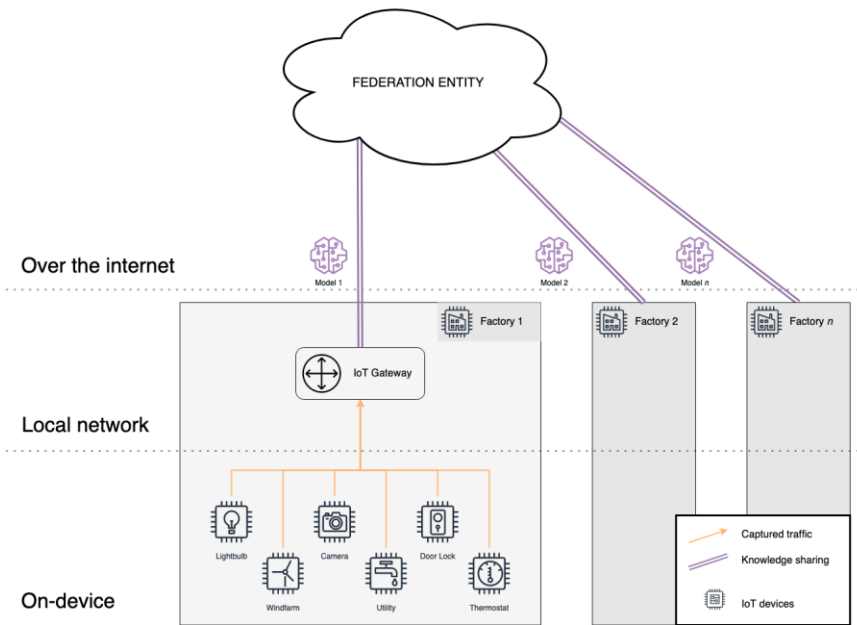 FEDERATION ENTITY
Over the internet
Model 1
Model 2
Model n
Factory 1
Factory 2
Factory n
IoT Gateway
Local network
Lightbulb
Camera
Door Lock
Windfarm
Utility
Thermostat
On-device
Captured traffic
Knowledge sharing
IoT devices